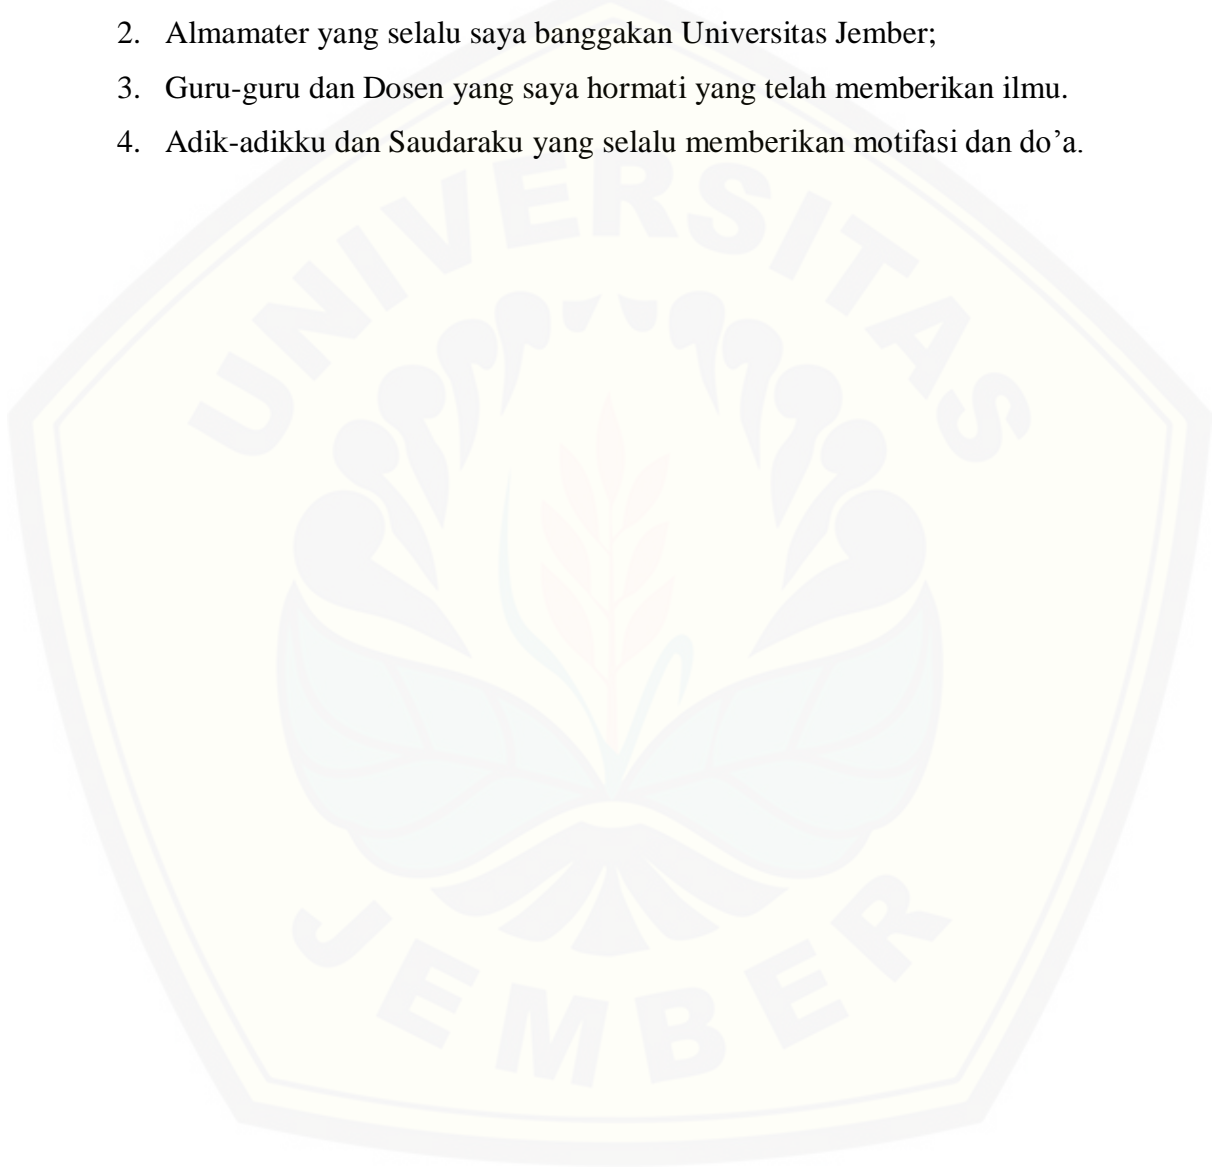 2. Almamater yang selalu saya banggakan Universitas Jember;
3. Guru-guru dan Dosen yang saya hormati yang telah memberikan ilmu.
4. Adik-adikku dan Saudaraku yang selalu memberikan motifasi dan do’a.
UNIVERSITAS
JEMBER